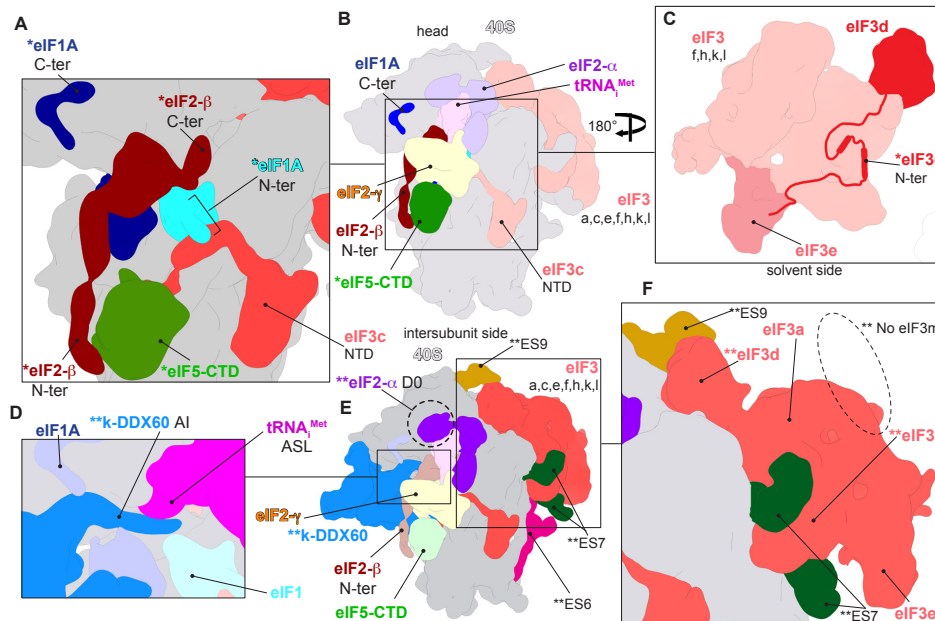 A
*eIF1A
C-ter
*eIF2-β
C-ter
*eIF1A
N-ter
eIF3c
NTD
*eIF2-β
N-ter
*eIF5-CTD
B
head
40S
eIF1A
C-ter
eIF2-α
tRNAiMet
180°
eIF2-γ
eIF2-β
N-ter
*eIF5-CTD
eIF3
a,c,e,f,h,k,l
eIF3c
NTD
intersubunit side
C
eIF3
f,h,k,l
eIF3d
N-ter
eIF3e
solvent side
D
eIF1A
**k-DDX60 AI
tRNAiMet
ASL
eIF1
E
40S
**ES9
**eIF2-α D0
eIF3
a,c,e,f,h,k,l
eIF2-γ
**k-DDX60
eIF2-β
N-ter
eIF5-CTD
**ES7
**ES6
F
**ES9
eIF3a
** No eIF3m
**eIF3d
**ES7
eIF3e